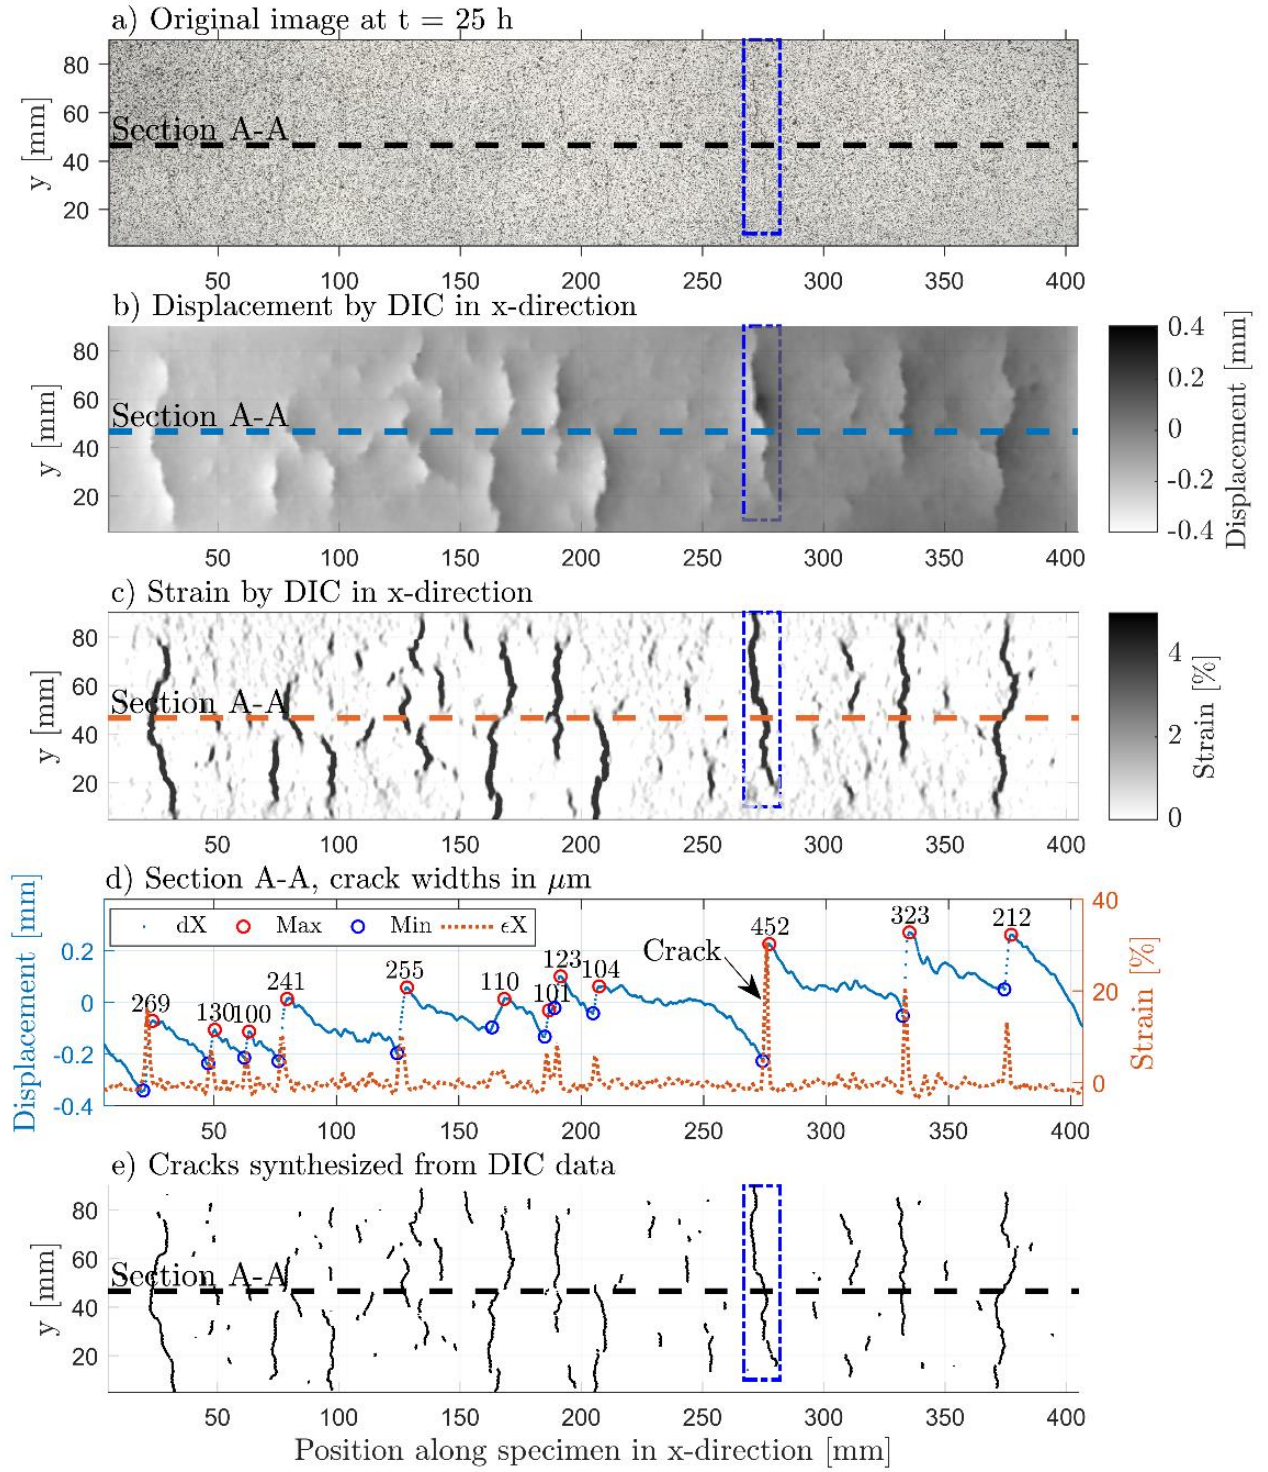 a) Original image at t = 25 h
80
60
40
20
y [mm]
Section A-A
50 100 150 200 250 300 350 400
b) Displacement by DIC in x-direction
80
60
40
20
y [mm]
Section A-A
50 100 150 200 250 300 350 400
0.4
0.2
0
-0.2
-0.4
Displacement [mm]
c) Strain by DIC in x-direction
80
60
40
20
y [mm]
Section A-A
50 100 150 200 250 300 350 400
4
2
0
Strain [%]
d) Section A-A, crack widths in μm
Displacement [mm]
0.2
0
-0.2
-0.4
dX Max Min ϵX
269 130 100 241 255 110 101 123 104 452 323 212
Crack
40
20
0
Strain [%]
50 100 150 200 250 300 350 400
e) Cracks synthesized from DIC data
80
60
40
20
y [mm]
Section A-A
50 100 150 200 250 300 350 400
Position along specimen in x-direction [mm]